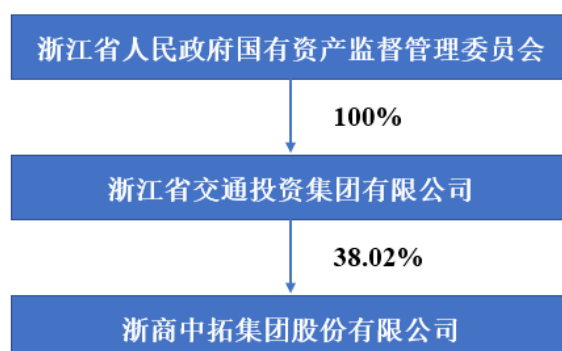 浙江省人民政府国有资产监督管理委员会
100%
浙江省交通投资集团有限公司
38.02%
浙商中拓集团股份有限公司